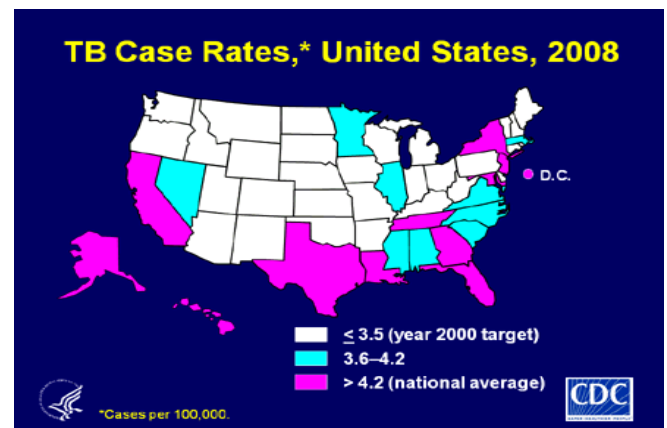 TB Case Rates,* United States, 2008
D.C.
≤ 3.5 (year 2000 target)
3.6–4.2
> 4.2 (national average)
*Cases per 100,000.
CDC